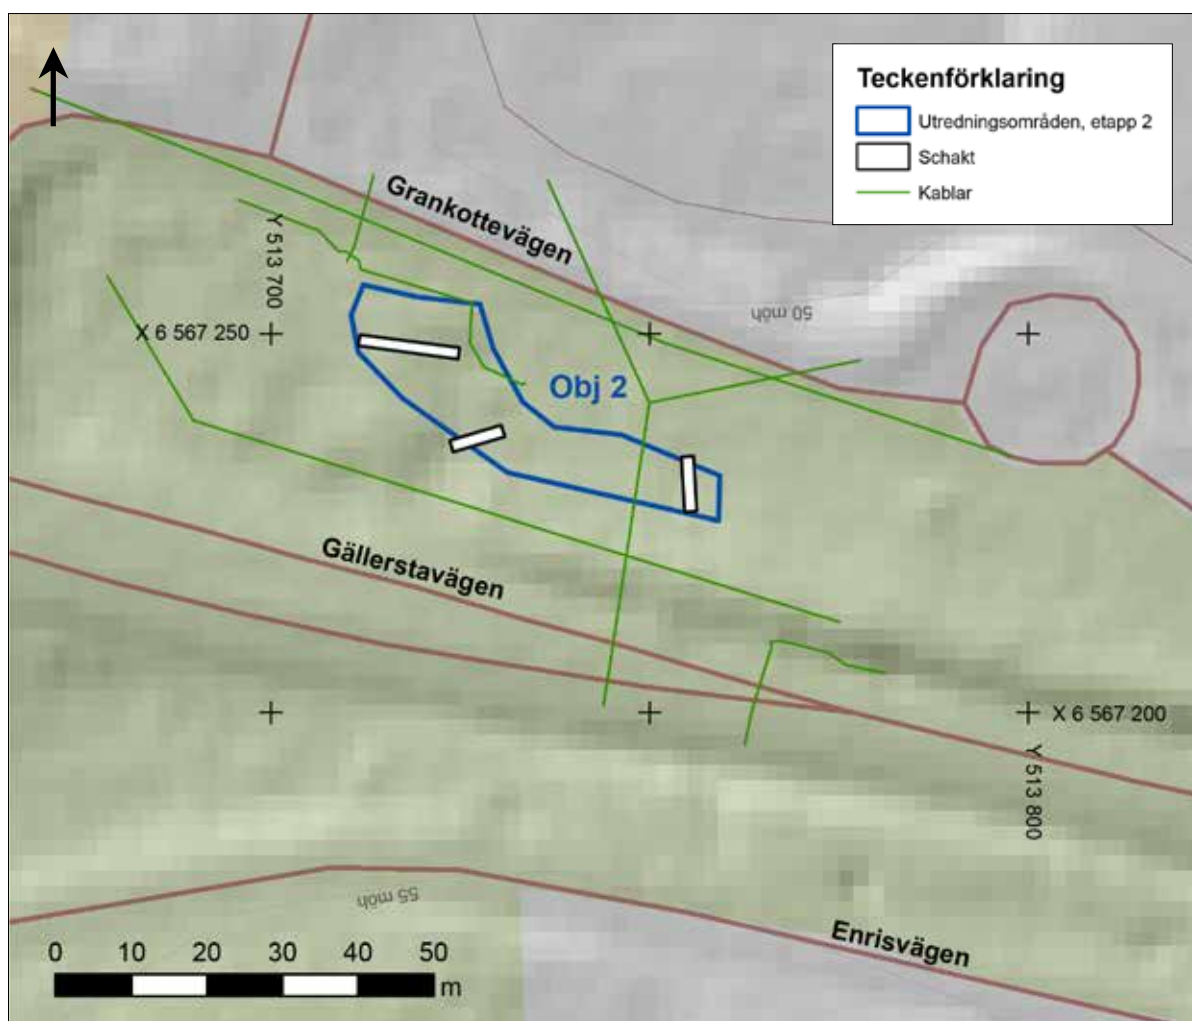 Teckenförklaring
Utredningsområden, etapp 2
Schakt
Kablar
Grankottevägen
Y 513 700
X 6 567 250
50 möh
Obj 2
Gällerstavägen
X 6 567 200
Y 513 800
55 möh
Enrisvägen
0 10 20 30 40 50
m